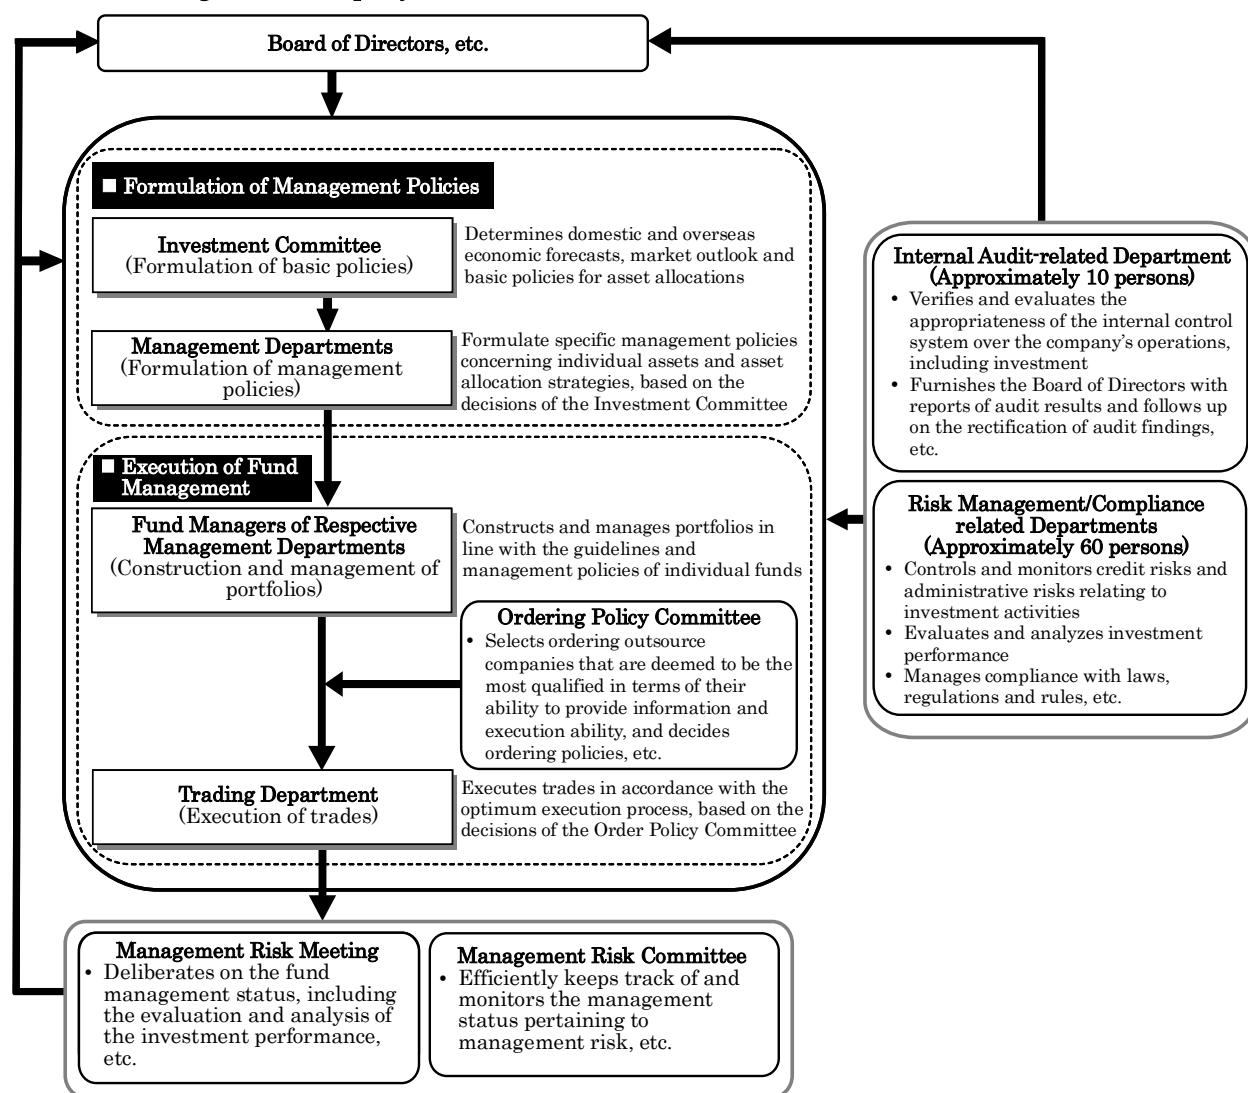 Board of Directors, etc.
■ Formulation of Management Policies
Investment Committee
(Formulation of basic policies)
Determines domestic and overseas
economic forecasts, market outlook and
basic policies for asset allocations
Management Departments
(Formulation of management
policies)
Formulate specific management policies
concerning individual assets and asset
allocation strategies, based on the
decisions of the Investment Committee
■ Execution of Fund
Management
Fund Managers of Respective
Management Departments
(Construction and management of
portfolios)
Constructs and manages portfolios in
line with the guidelines and
management policies of individual funds
Ordering Policy Committee
• Selects ordering outsource
companies that are deemed to be the
most qualified in terms of their
ability to provide information and
execution ability, and decides
ordering policies, etc.
Trading Department
(Execution of trades)
Executes trades in accordance with the
optimum execution process, based on the
decisions of the Order Policy Committee
Internal Audit-related Department
(Approximately 10 persons)
• Verifies and evaluates the
appropriateness of the internal control
system over the company's operations,
including investment
• Furnishes the Board of Directors with
reports of audit results and follows up
on the rectification of audit findings,
etc.
Risk Management/Compliance
related Departments
(Approximately 60 persons)
• Controls and monitors credit risks and
administrative risks relating to
investment activities
• Evaluates and analyzes investment
performance
• Manages compliance with laws,
regulations and rules, etc.
Management Risk Meeting
• Deliberates on the fund
management status, including
the evaluation and analysis of
the investment performance,
etc.
Management Risk Committee
• Efficiently keeps track of and
monitors the management
status pertaining to
management risk, etc.